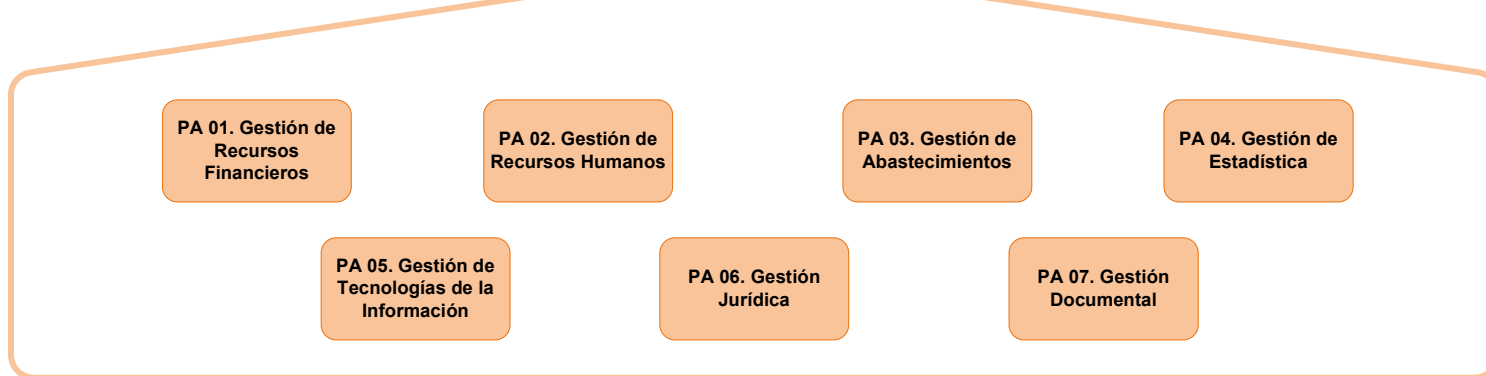 PA 01. Gestión de
Recursos
Financieros
PA 02. Gestión de
Recursos Humanos
PA 03. Gestión de
Abastecimientos
PA 04. Gestión de
Estadística
PA 05. Gestión de
Tecnologías de la
Información
PA 06. Gestión
Jurídica
PA 07. Gestión
Documental